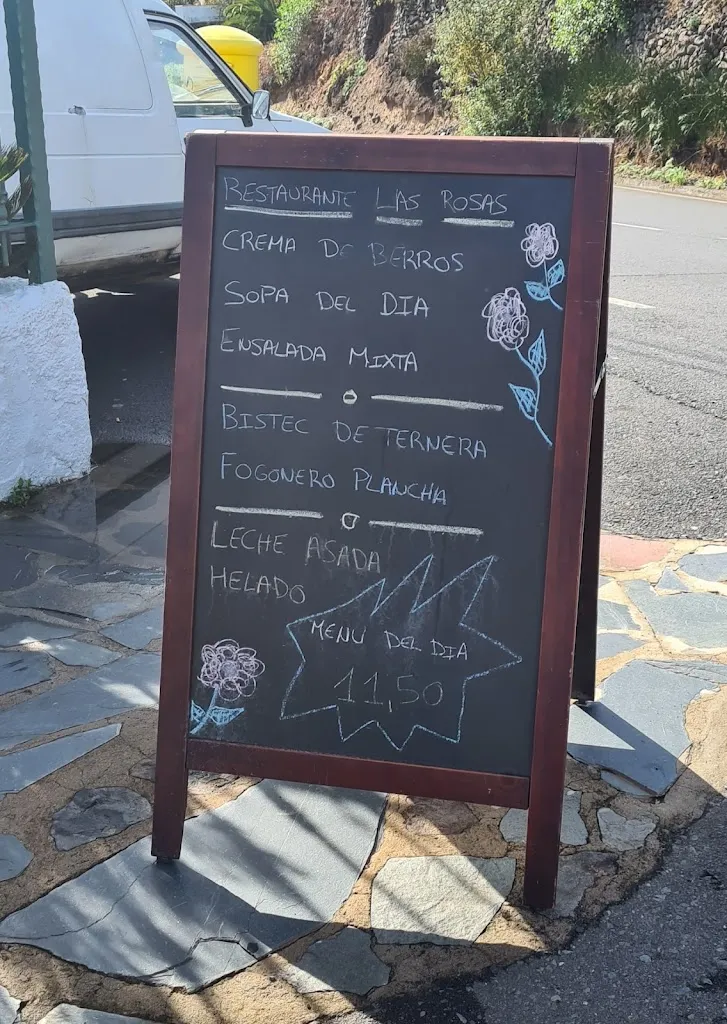 RESTAURANTE LAS ROSAS
CREMA DE BERROS
SOPA DEL DIA
ENSALADA MIXTA
BISTEC DE TERNERA
FOGONERO PLANCHA
LECHE ASADA
HELADO
MENU DEL DIA
11,50